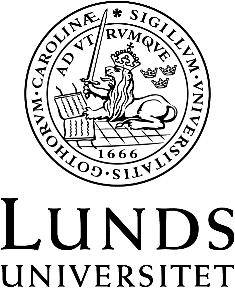 SIGILLVM · VNIVERSITATIS · GOTHORVM · CAROLINÆ
AD VTRVMQVE
1666
LUNDS
UNIVERSITET